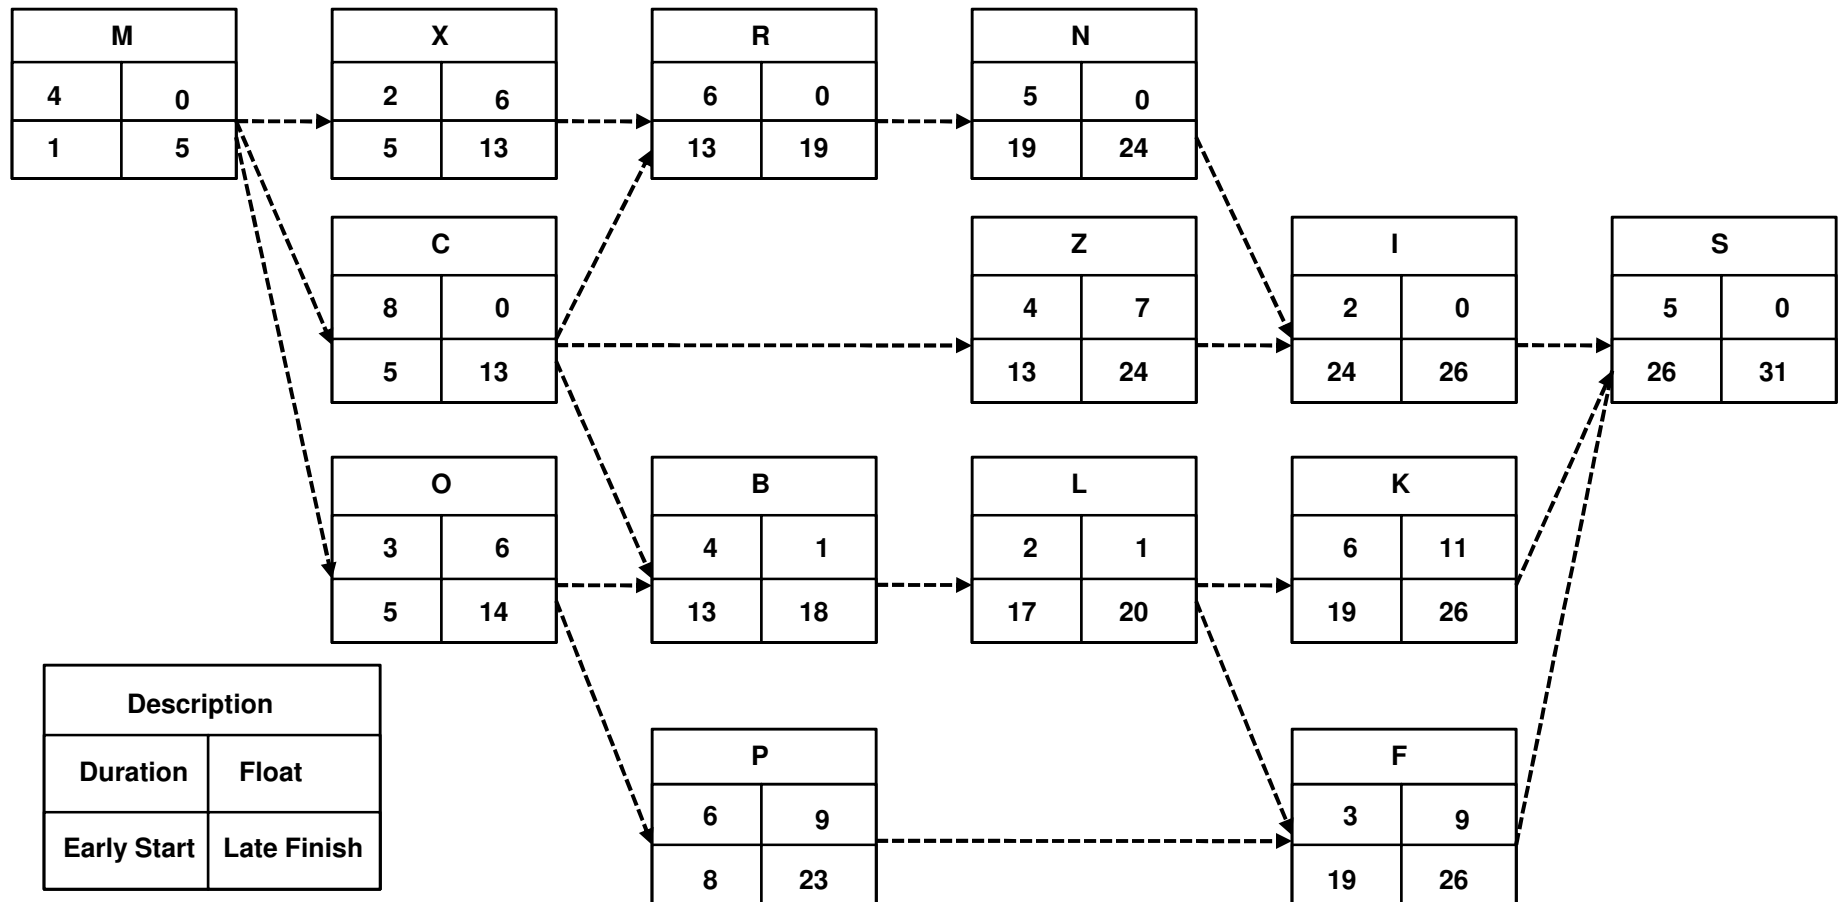 M X R N
4 0 2 6 6 0 5 0
1 5 5 13 13 19 19 24
C Z I S
8 0 4 7 2 0 5 0
5 13 13 24 24 26 26 31
O B L K
3 6 4 1 2 1 6 11
5 14 13 18 17 20 19 26
Description
Duration Float
Early Start Late Finish
P F
6 9 3 9
8 23 19 26